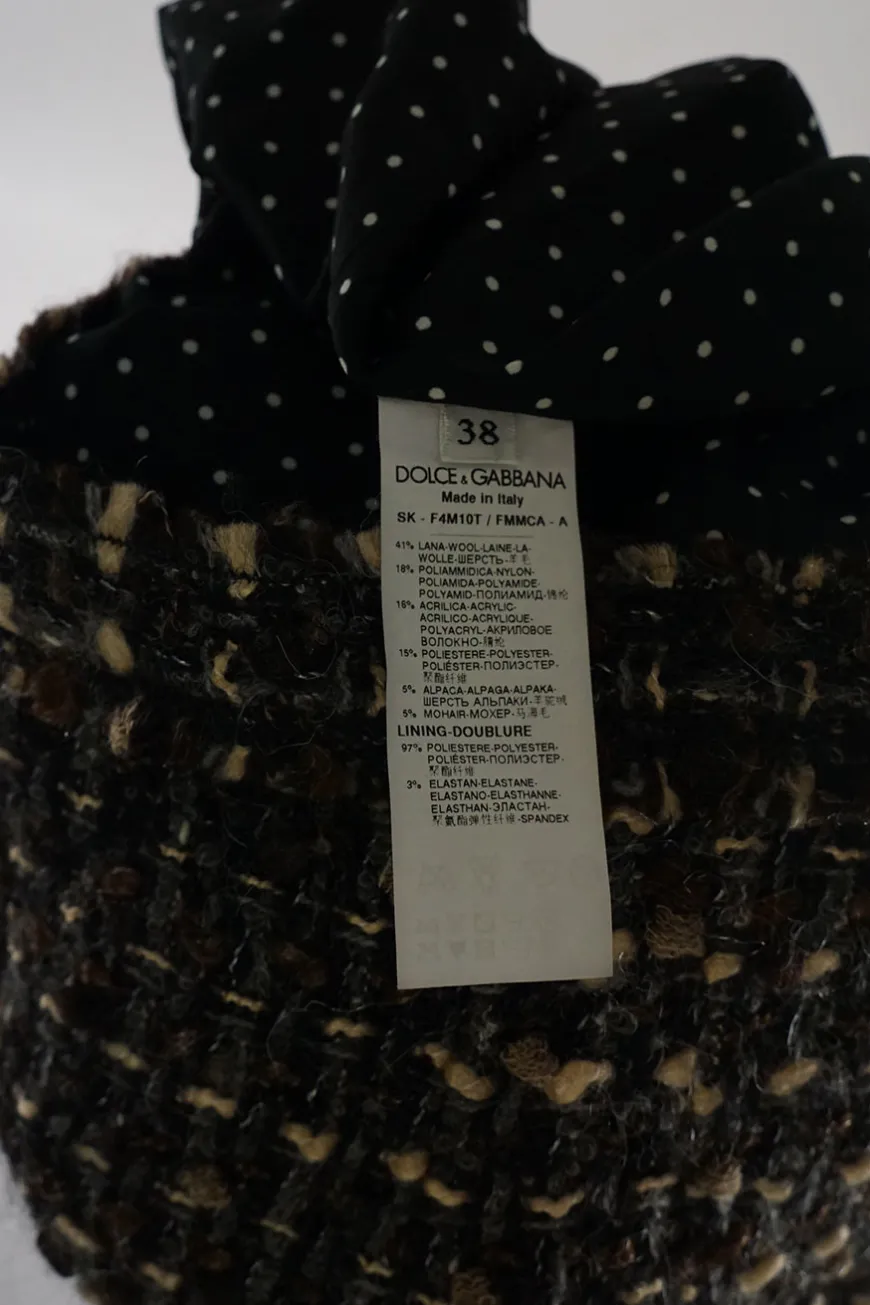 38
DOLCE & GABBANA
Made in Italy
SK - F4M10T / FMMCA - A
41% LANA-WOOL-LAINE-LA-
WOLLE-ШЕРСТЬ-羊毛
18% POLIAMMIDICA-NYLON-
POLIAMIDA-POLYAMIDE-
POLYAMID-ПОЛИАМИД-锦纶
16% ACRILICA-ACRYLIC-
ACRILICO-ACRYLIQUE-
POLYACRYL-АКРИЛОВОЕ
ВОЛОКНО-腈纶
15% POLIESTERE-POLYESTER-
POLIÉSTER-ПОЛИЭСТЕР-
聚酯纤维
5% ALPACA-ALPAGA-ALPAKA-
ШЕРСТЬ АЛЬПАКИ-羊驼绒
5% MOHAIR-МОХЕР-马海毛
LINING-DOUBLURE
97% POLIESTERE-POLYESTER-
POLIÉSTER-ПОЛИЭСТЕР-
聚酯纤维
3% ELASTAN-ELASTANE-
ELASTANO-ELASTHANNE-
ELASTHAN-ЭЛАСТАН-
聚氨酯弹性纤维-SPANDEX